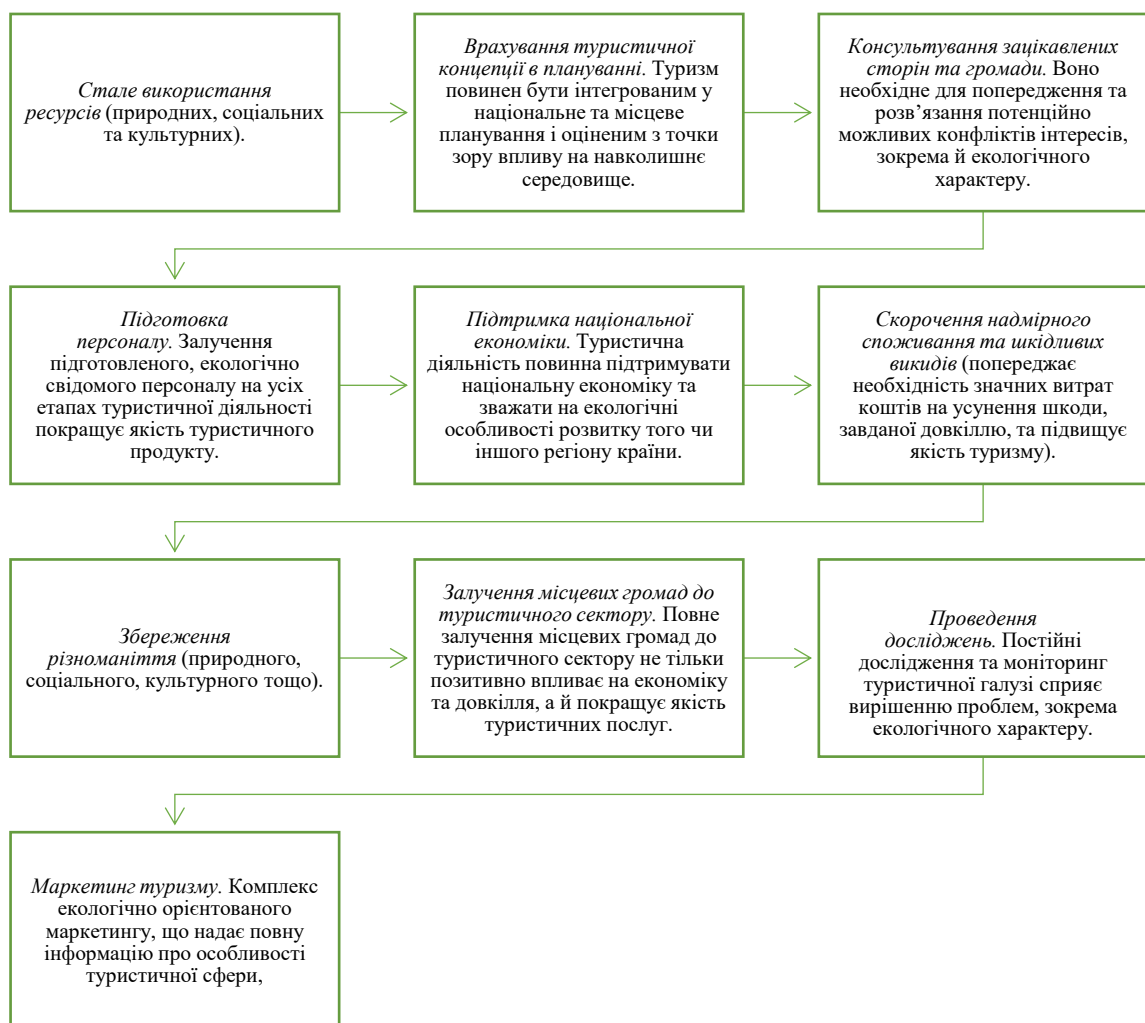 Стале використання
ресурсів (природних, соціальних
та культурних).
Врахування туристичної
концепції в плануванні. Туризм
повинен бути інтегрованим у
національне та місцеве
планування і оціненим з точки
зору впливу на навколишнє
середовище.
Консультування зацікавлених
сторін та громади. Воно
необхідне для попередження та
розв’язання потенційно
можливих конфліктів інтересів,
зокрема й екологічного
характеру.
Підготовка
персоналу. Залучення
підготовленого, екологічно
свідомого персоналу на усіх
етапах туристичної діяльності
покращує якість туристичного
продукту.
Підтримка національної
економіки. Туристична
діяльність повинна підтримувати
національну економіку та
зважати на екологічні
особливості розвитку того чи
іншого регіону країни.
Скорочення надмірного
споживання та шкідливих
викидів (попереджає
необхідність значних витрат
коштів на усунення шкоди,
завданої довкіллю, та підвищує
якість туризму).
Збереження
різноманіття (природного,
соціального, культурного тощо).
Залучення місцевих громад до
туристичного сектору. Повне
залучення місцевих громад до
туристичного сектору не тільки
позитивно впливає на економіку
та довкілля, а й покращує якість
туристичних послуг.
Проведення
досліджень. Постійні
дослідження та моніторинг
туристичної галузі сприяє
вирішенню проблем, зокрема
екологічного характеру.
Маркетинг туризму. Комплекс
екологічно орієнтованого
маркетингу, що надає повну
інформацію про особливості
туристичної сфери,